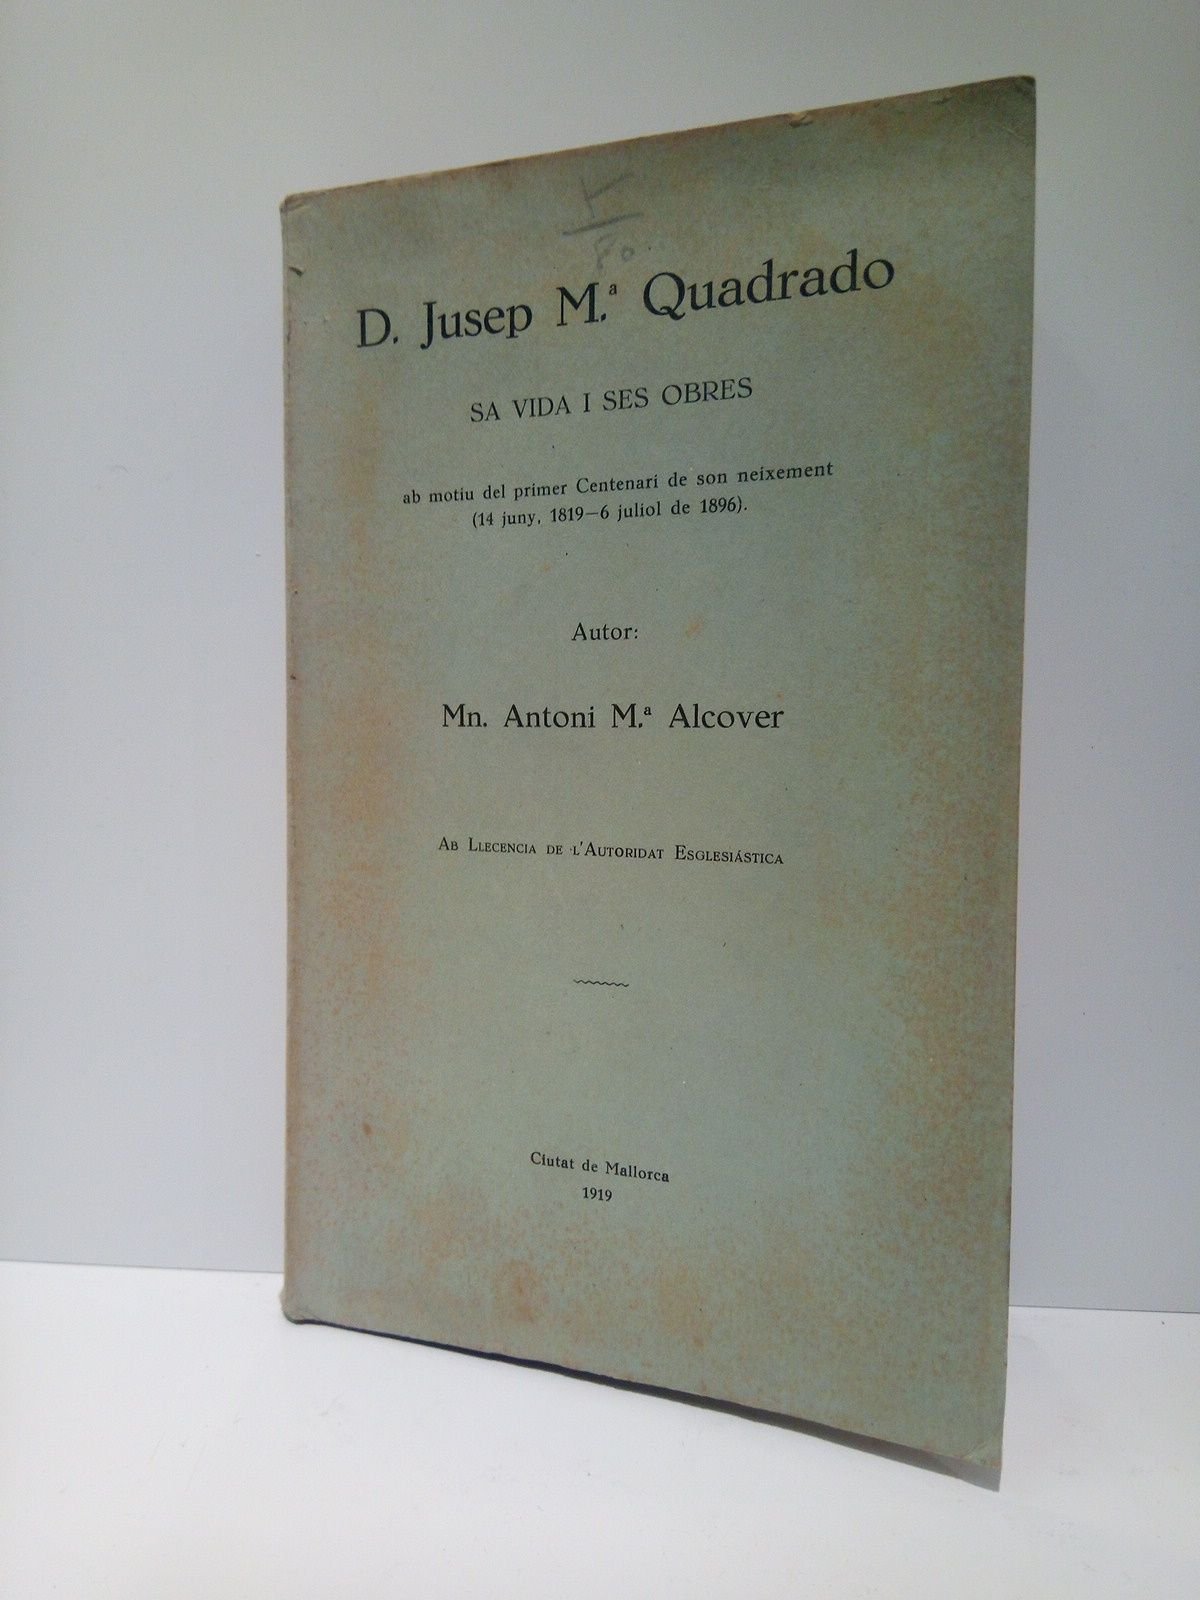 80
D. Jusep M.ª Quadrado
SA VIDA I SES OBRES
ab motiu del primer Centenari de son neixement
(14 juny, 1819—6 juliol de 1896).
Autor:
Mn. Antoni M.ª Alcover
AB LLECENCIA DE L'AUTORIDAT ESGLESIÁSTICA
Ciutat de Mallorca
1919